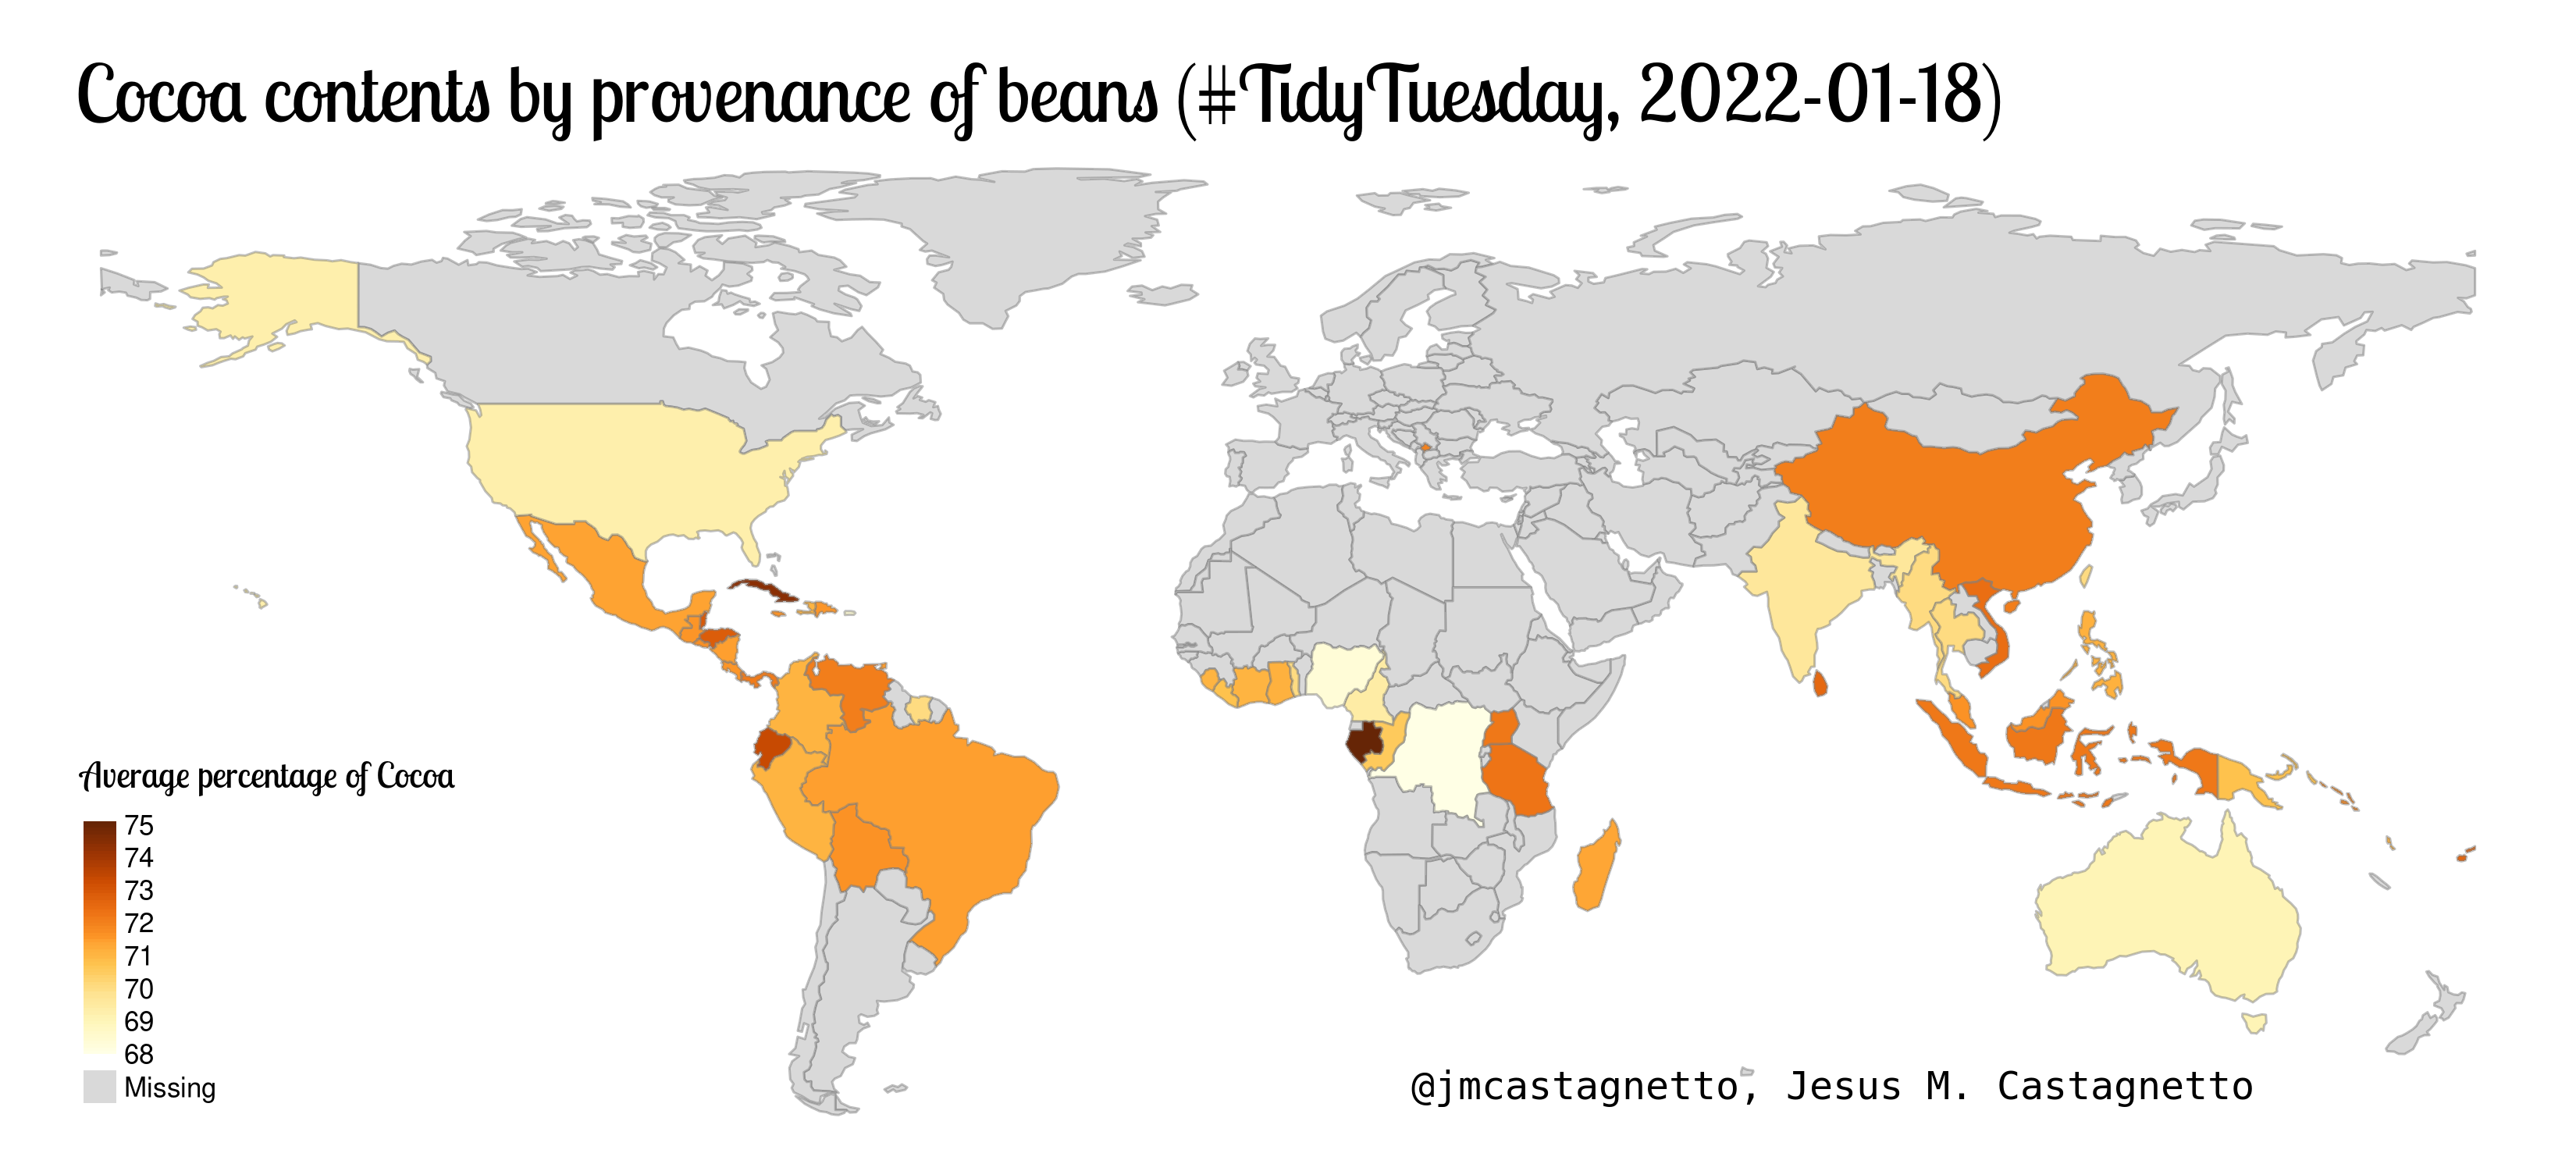 Cocoa contents by provenance of beans (#TidyTuesday, 2022-01-18)
Average percentage of Cocoa
75
74
73
72
71
70
69
68
Missing
@jmcastagnetto, Jesus M. Castagnetto